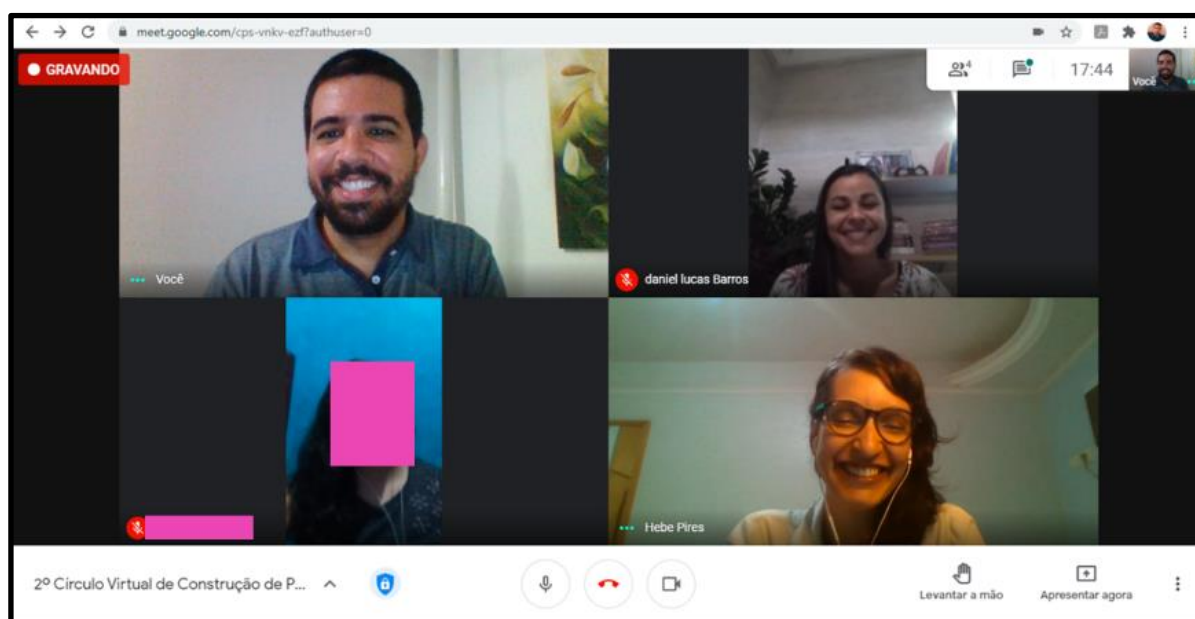 meet.google.com/cps-vnkv-ezf?authuser=0
GRAVANDO
4
17:44
Você
Você
daniel lucas Barros
Hebe Pires
2º Círculo Virtual de Construção de P...
Levantar a mão
Apresentar agora